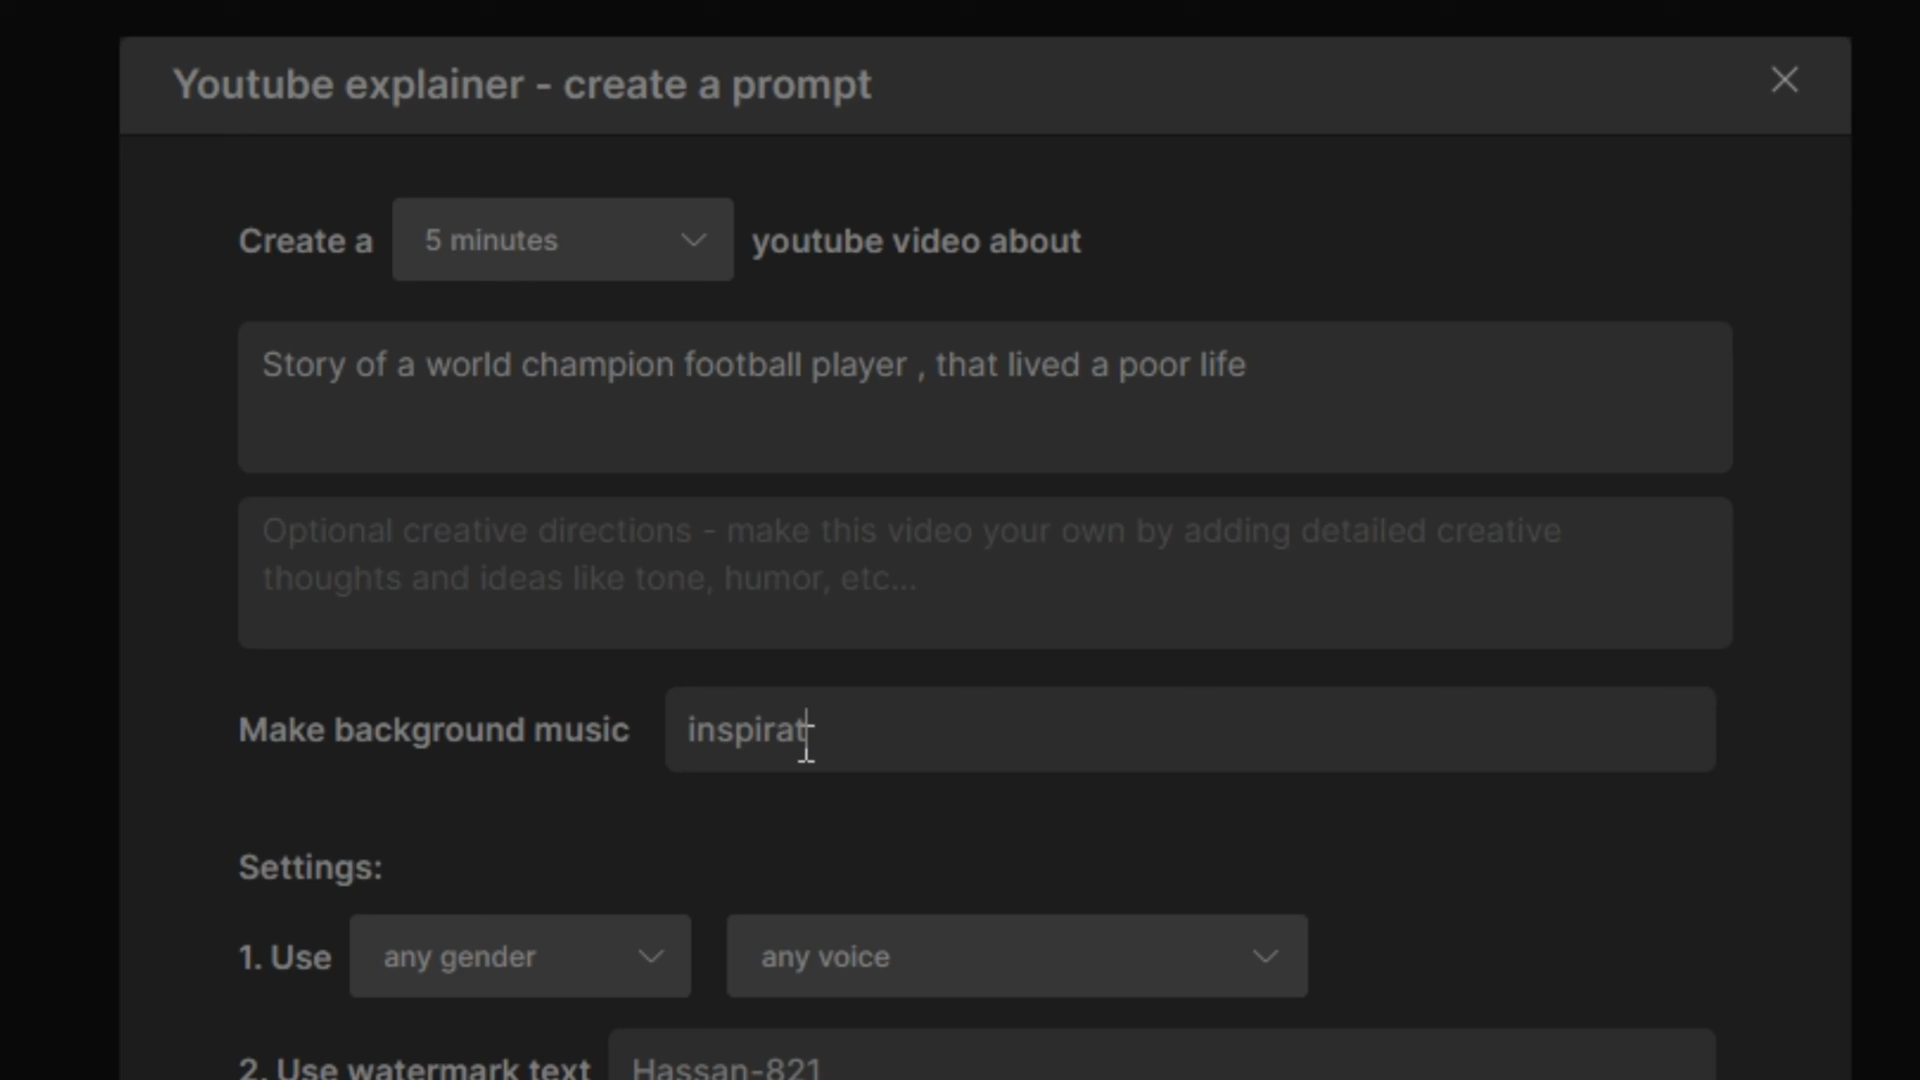 Youtube explainer - create a prompt
Create a 5 minutes youtube video about
Story of a world champion football player , that lived a poor life
Optional creative directions - make this video your own by adding detailed creative
thoughts and ideas like tone, humor, etc...
Make background music inspirat
Settings:
1. Use any gender any voice
2. Use watermark text Hassan-821